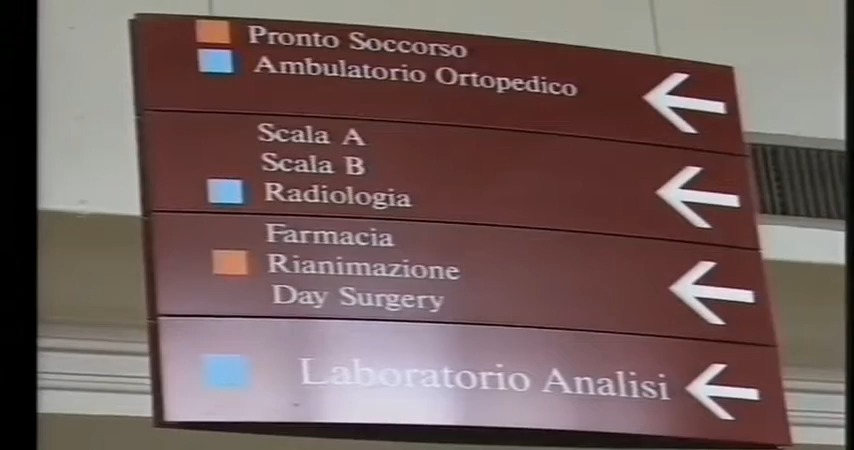 Pronto Soccorso
Ambulatorio Ortopedico
Scala A
Scala B
Radiologia
Farmacia
Rianimazione
Day Surgery
Laboratorio Analisi